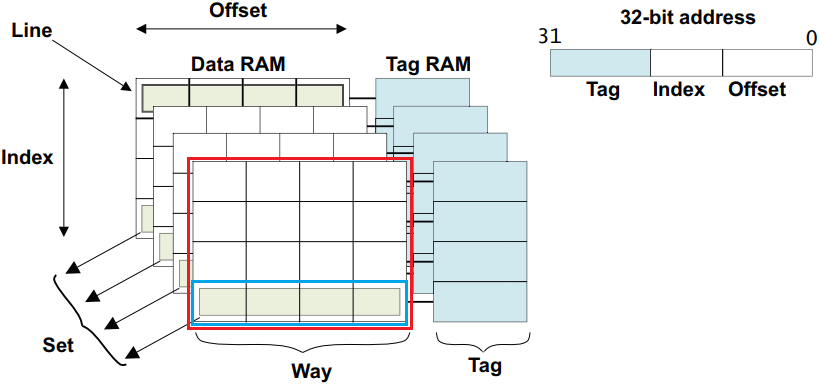 Offset
32-bit address
Line
31
0
Data RAM
Tag RAM
Tag
Index
Offset
Index
Set
Way
Tag